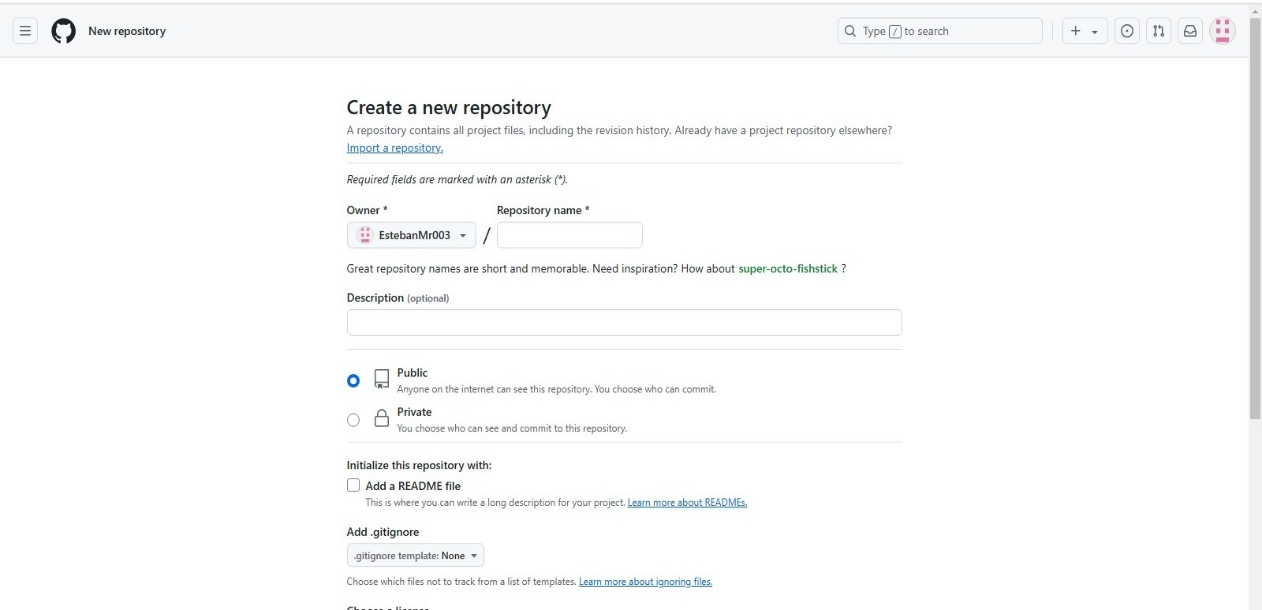 New repository
Type / to search
Create a new repository
A repository contains all project files, including the revision history. Already have a project repository elsewhere?
Import a repository.
Required fields are marked with an asterisk (*).
Owner * Repository name *
EstebanMr003 /
Great repository names are short and memorable. Need inspiration? How about super-octo-fishstick ?
Description (optional)
Public
Anyone on the internet can see this repository. You choose who can commit.
Private
You choose who can see and commit to this repository.
Initialize this repository with:
Add a README file
This is where you can write a long description for your project. Learn more about READMEs.
Add .gitignore
.gitignore template: None
Choose which files not to track from a list of templates. Learn more about ignoring files.
Choose a license